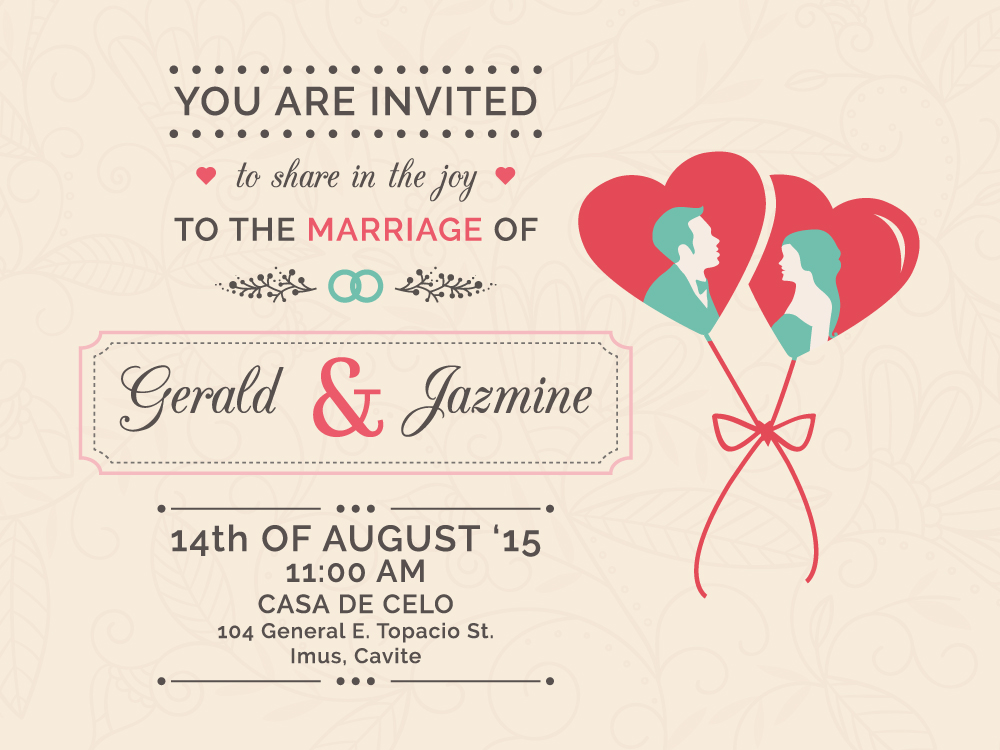 YOU ARE INVITED
to share in the joy
TO THE MARRIAGE OF
Gerald & Jazmine
14th OF AUGUST ‘15
11:00 AM
CASA DE CELO
104 General E. Topacio St.
Imus, Cavite